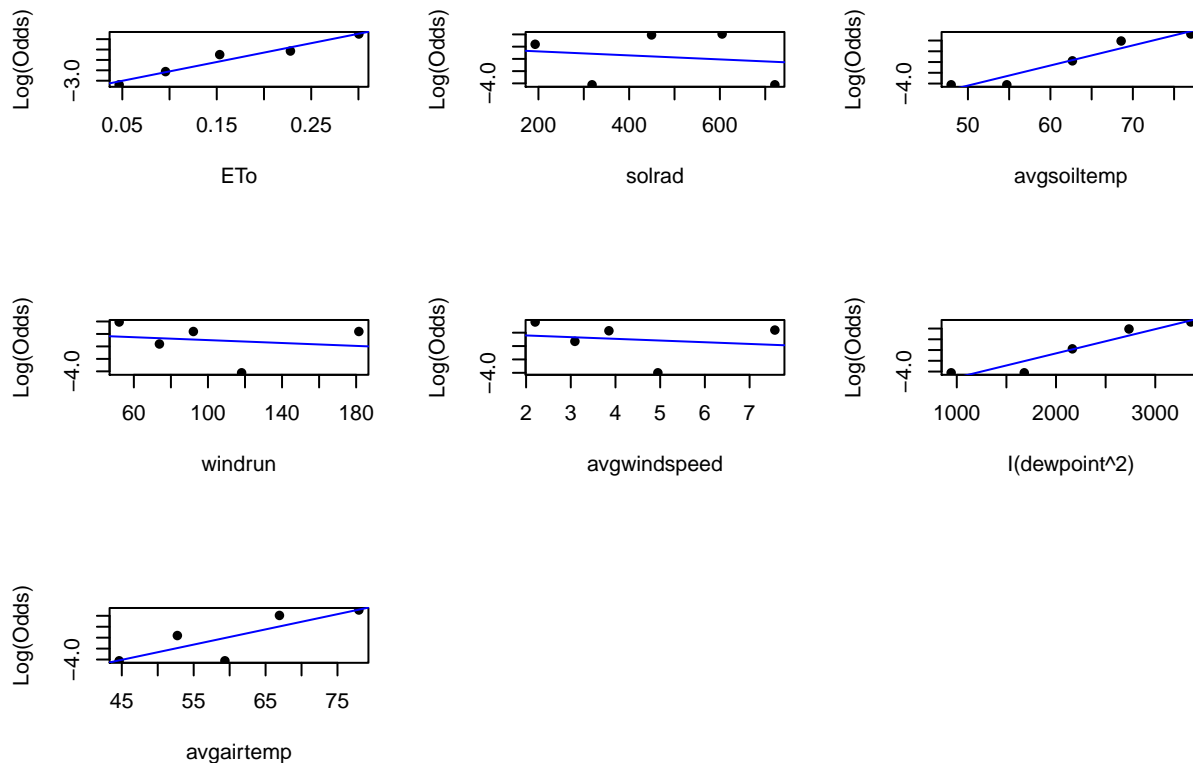 Log(Odds)
−3.0
0.05 0.15 0.25
ETo
Log(Odds)
−4.0
200 400 600
solrad
Log(Odds)
−4.0
50 60 70
avgsoiltemp
Log(Odds)
−4.0
60 100 140 180
windrun
Log(Odds)
−4.0
2 3 4 5 6 7
avgwindspeed
Log(Odds)
−4.0
1000 2000 3000
I(dewpoint^2)
Log(Odds)
−4.0
45 55 65 75
avgairtemp